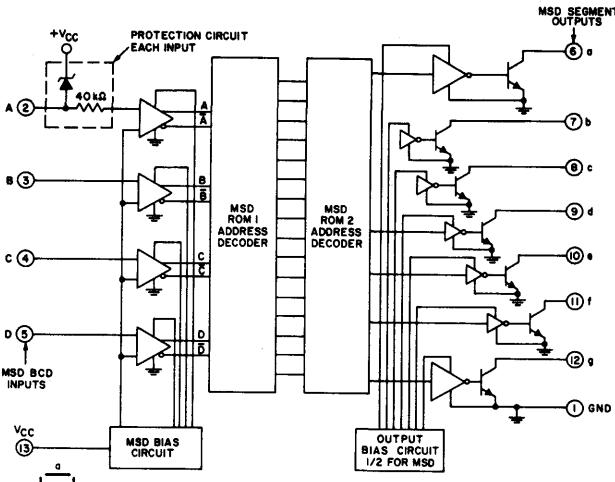 MSD SEGMENT
OUTPUTS
+VCC
PROTECTION CIRCUIT
EACH INPUT
6 a
40kΩ
A 2
A
A̅
7 b
B 3
B
B̅
8 c
MSD
ROM 1
ADDRESS
DECODER
MSD
ROM 2
ADDRESS
DECODER
9 d
C 4
C
C̅
10 e
11 f
D 5
D
D̅
12 g
MSD BCD
INPUTS
1 GND
VCC
13
MSD BIAS
CIRCUIT
OUTPUT
BIAS CIRCUIT
1/2 FOR MSD
a